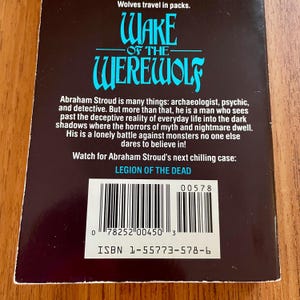 Wolves travel in packs.
WAKE
OF THE
WEREWOLF
Abraham Stroud is many things: archaeologist, psychic,
and detective. But more than that, he is a man who sees
past the deceptive reality of everyday life into the dark
shadows where the horrors of myth and nightmare dwell.
His is a lonely battle against monsters no one else
dares to believe in!
Watch for Abraham Stroud's next chilling case:
LEGION OF THE DEAD
00578
0 78252 00450 3
ISBN 1-55773-578-6